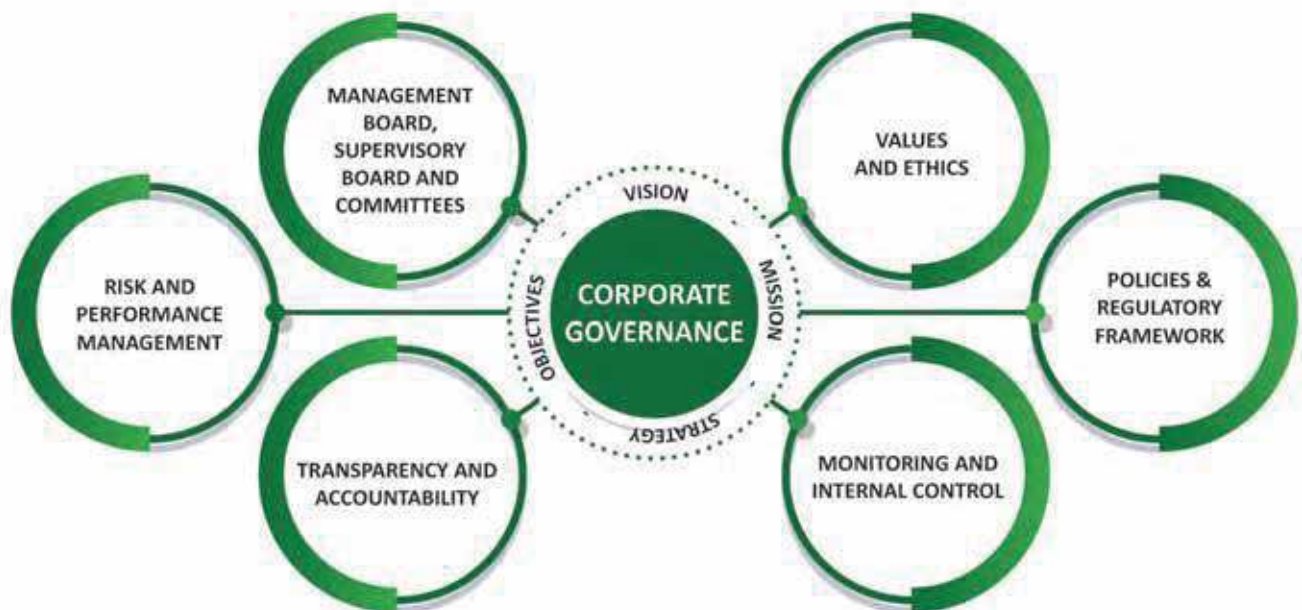 MANAGEMENT
BOARD,
SUPERVISORY
BOARD AND
COMMITTEES
VALUES
AND ETHICS
RISK AND
PERFORMANCE
MANAGEMENT
VISION
MISSION
STRATEGY
OBJECTIVES
CORPORATE
GOVERNANCE
POLICIES &
REGULATORY
FRAMEWORK
TRANSPARENCY AND
ACCOUNTABILITY
MONITORING AND
INTERNAL CONTROL